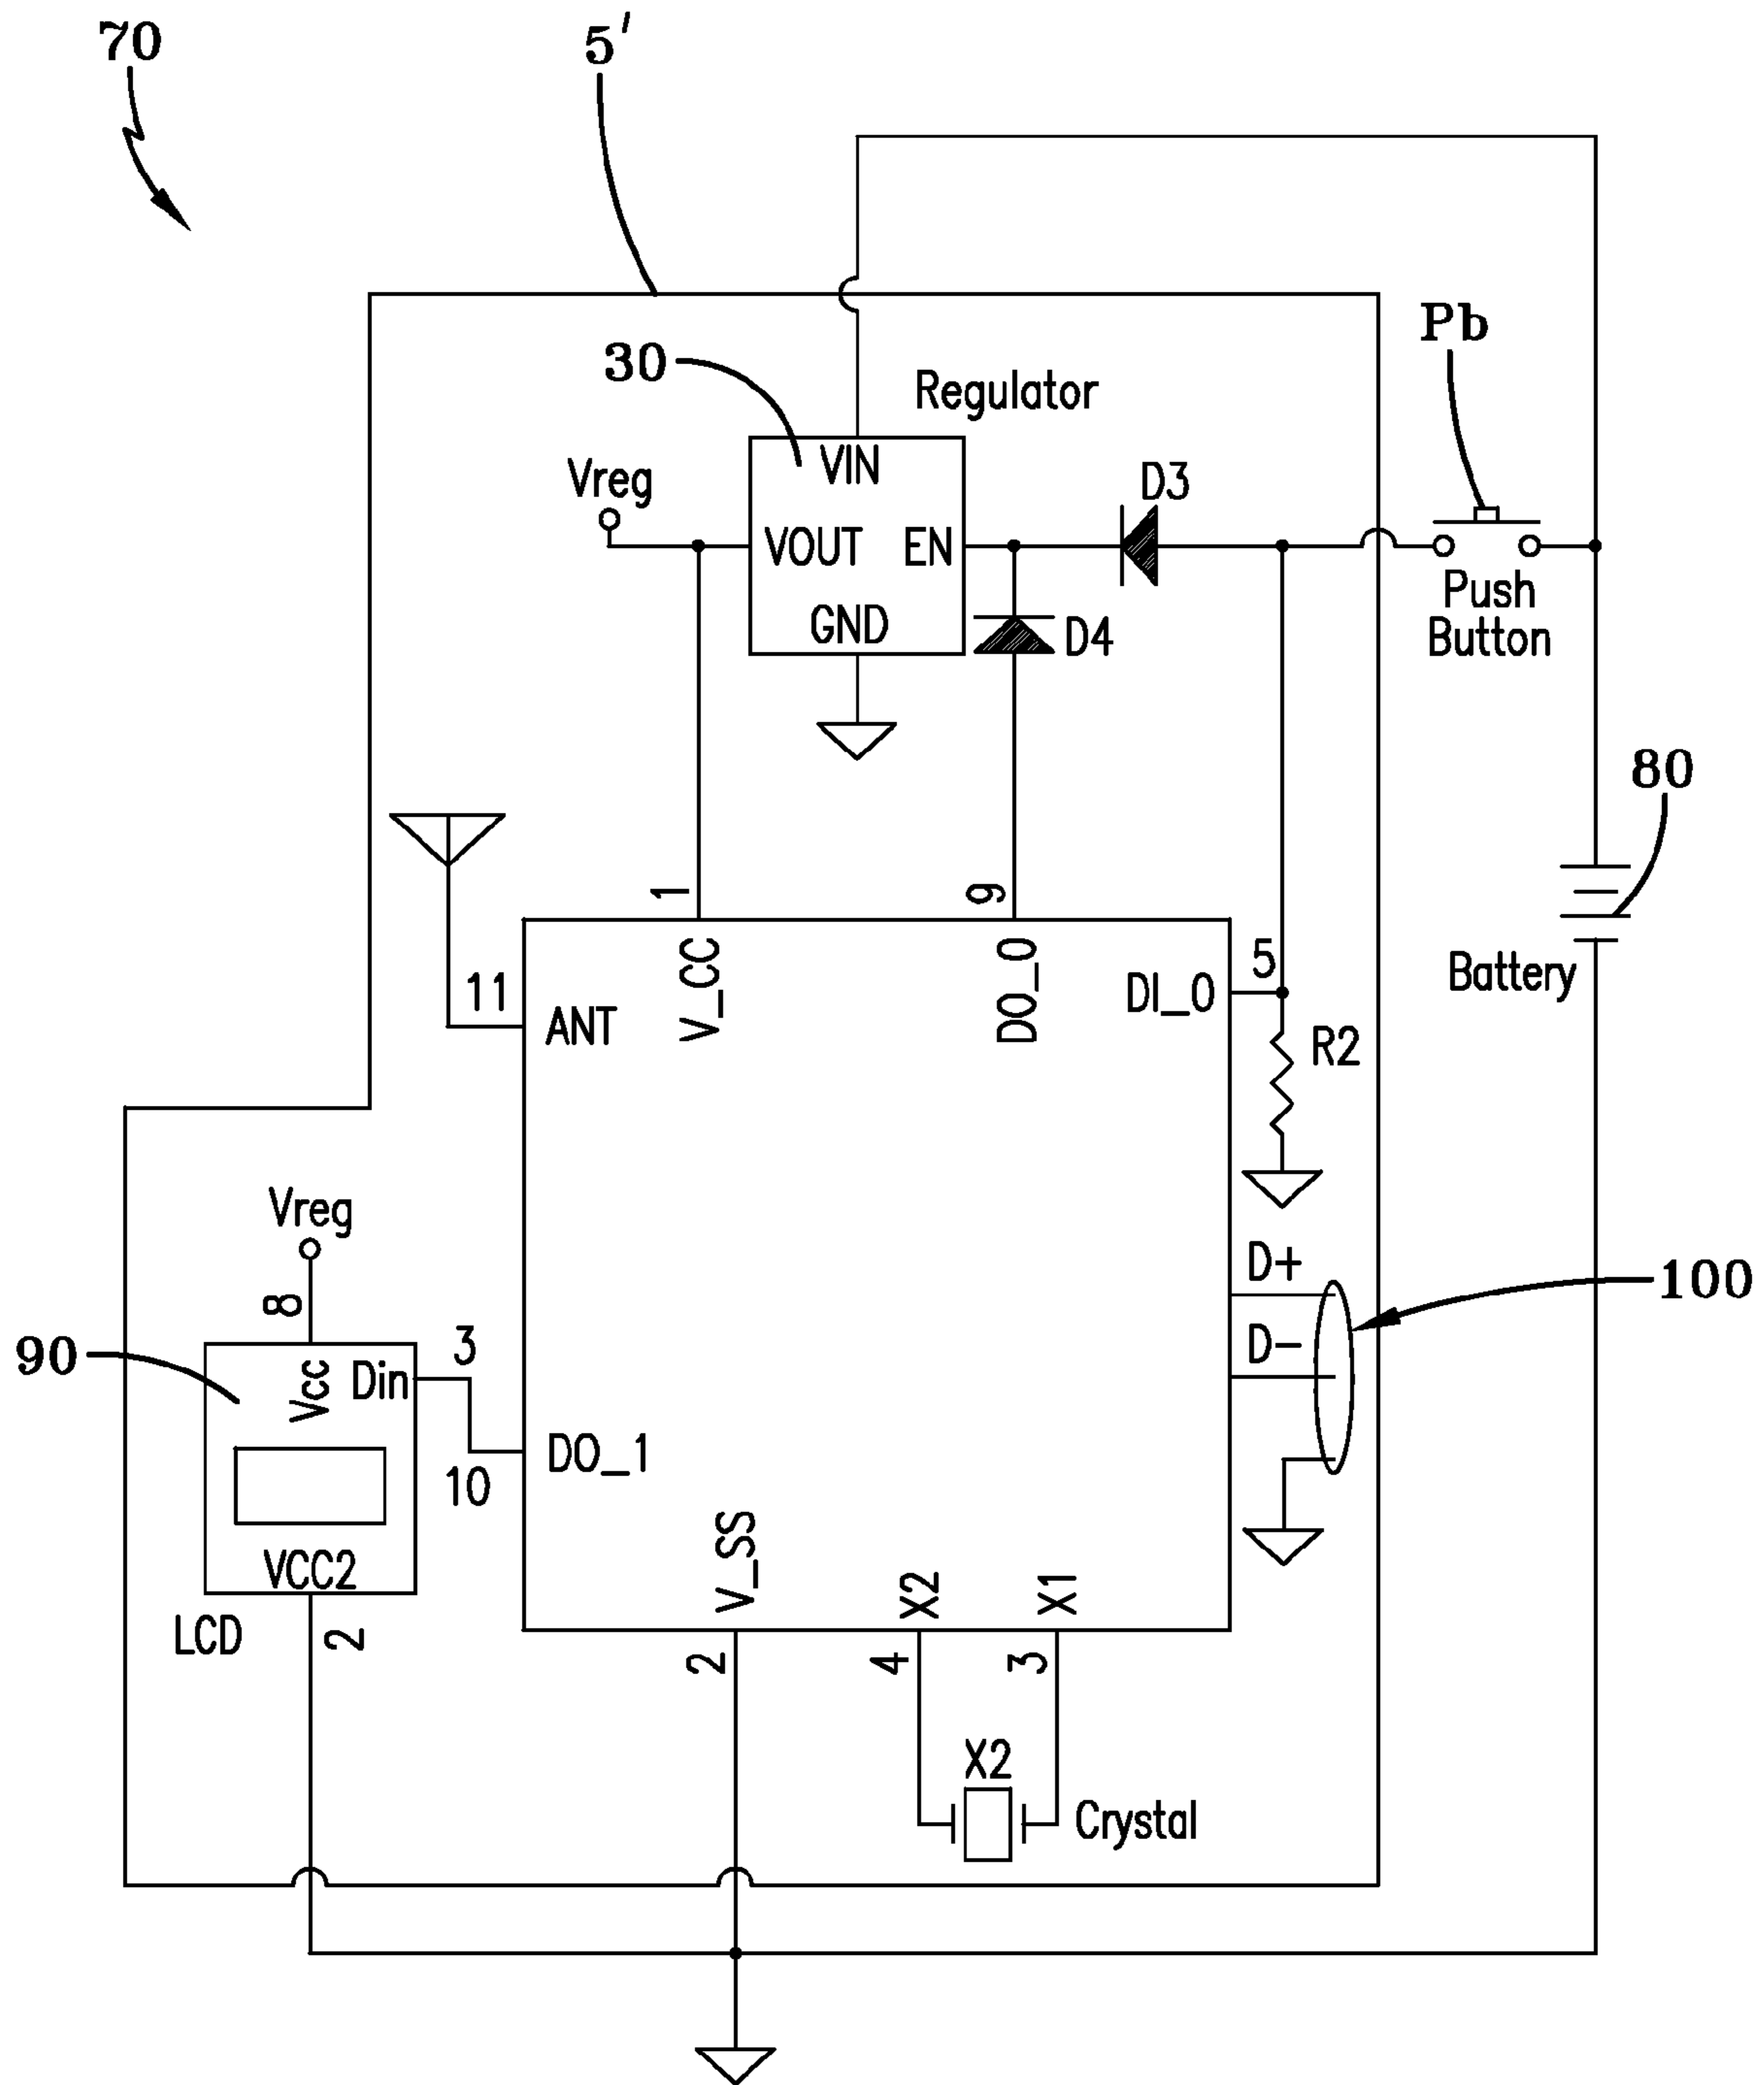 70
5'
Pb
30
Regulator
Vreg
VIN
D3
VOUT
EN
GND
D4
Push
Button
80
Battery
1
9
5
11
ANT
V_CC
DO_0
DI_0
R2
Vreg
D+
100
8
D-
90
3
Vcc
Din
DO_1
10
VCC2
V_SS
X2
X1
LCD
2
2
4
3
X2
Crystal